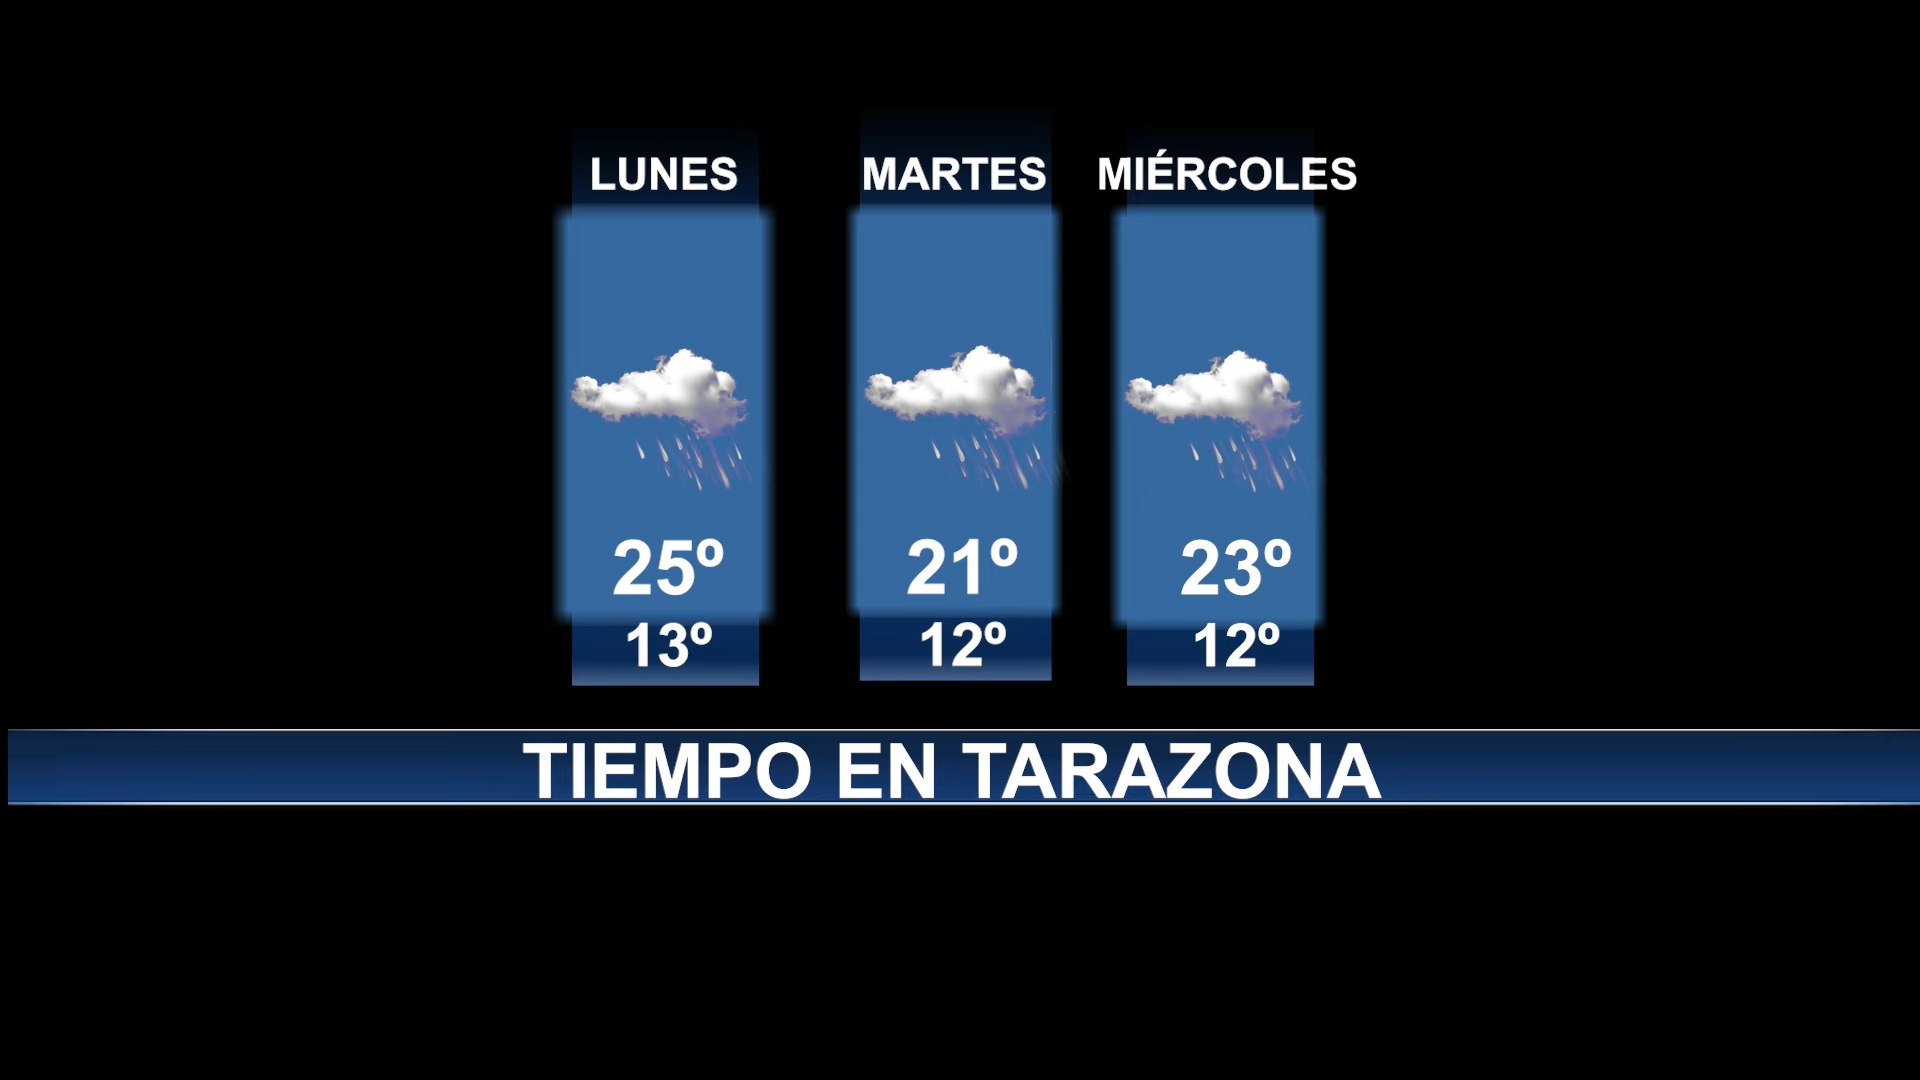 LUNES MARTES MIÉRCOLES
25º 21º 23º
13º 12º 12º
TIEMPO EN TARAZONA